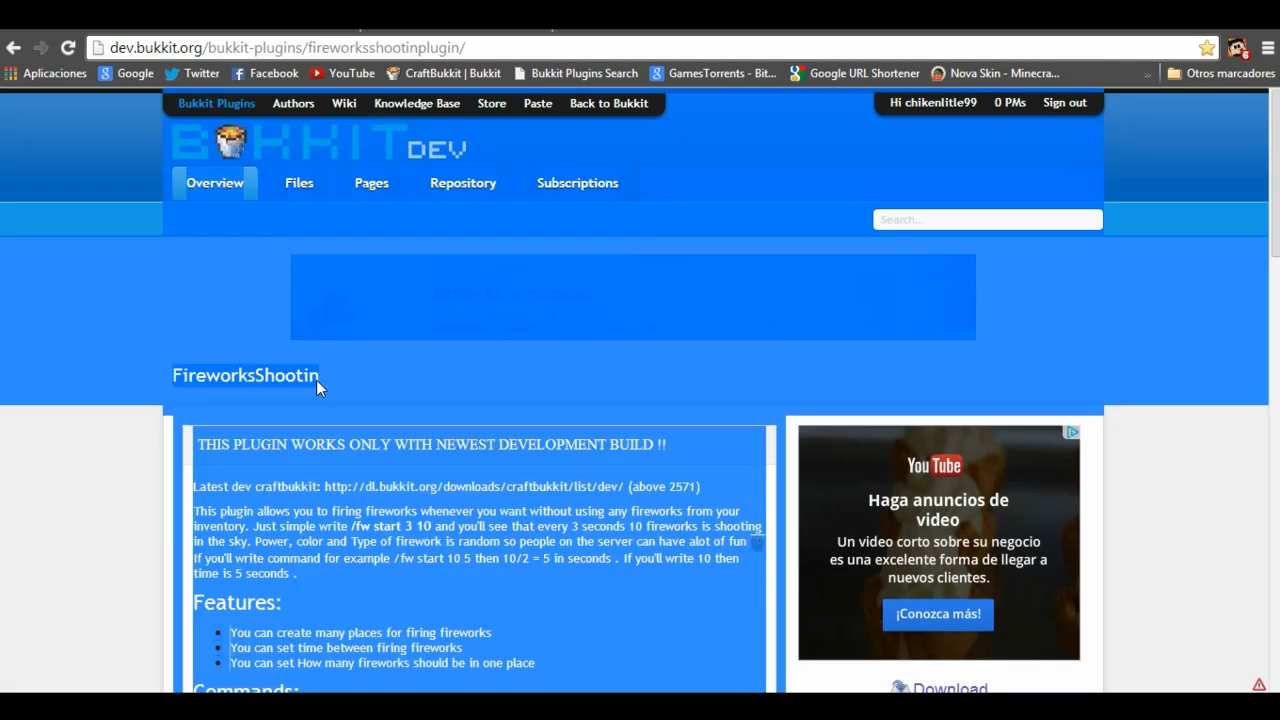 dev.bukkit.org/bukkit-plugins/fireworksshootinplugin/
6
Aplicaciones Google Twitter Facebook YouTube CraftBukkit | Bukkit Bukkit Plugins Search GamesTorrents - Bit... Google URL Shortener Nova Skin - Minecra... » Otros marcadores
Bukkit Plugins Authors Wiki Knowledge Base Store Paste Back to Bukkit Hi chikenlitle99 0 PMs Sign out
BUKKIT DEV
Overview Files Pages Repository Subscriptions
Search...
FireworksShootin
THIS PLUGIN WORKS ONLY WITH NEWEST DEVELOPMENT BUILD !!
Latest dev craftbukkit: http://dl.bukkit.org/downloads/craftbukkit/list/dev/ (above 2571)
This plugin allows you to firing fireworks whenever you want without using any fireworks from your
inventory. Just simple write /fw start 3 10 and you'll see that every 3 seconds 10 fireworks is shooting
in the sky. Power, color and Type of firework is random so people on the server can have alot of fun
If you'll write command for example /fw start 10 5 then 10/2 = 5 in seconds . If you'll write 10 then
time is 5 seconds .
Features:
You can create many places for firing fireworks
You can set time between firing fireworks
You can set How many fireworks should be in one place
Commands:
YouTube
Haga anuncios de
video
Un video corto sobre su negocio
es una excelente forma de llegar a
nuevos clientes.
¡Conozca más!
Download